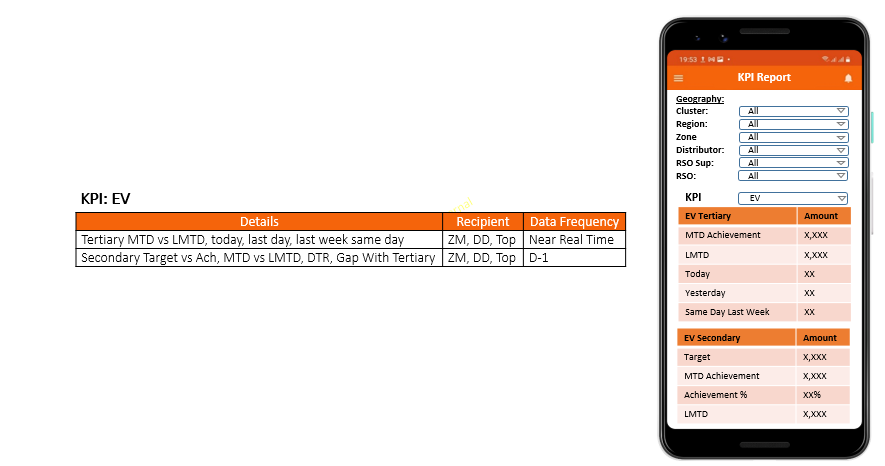 KPI: EV
Details Recipient Data Frequency
Tertiary MTD vs LMTD, today, last day, last week same day ZM, DD, Top Near Real Time
Secondary Target vs Ach, MTD vs LMTD, DTR, Gap With Tertiary ZM, DD, Top D-1
19:53
KPI Report
Geography:
Cluster: All
Region: All
Zone All
Distributor: All
RSO Sup: All
RSO: All
KPI EV
EV Tertiary Amount
MTD Achievement X,XXX
LMTD X,XXX
Today XX
Yesterday XX
Same Day Last Week XX
EV Secondary Amount
Target X,XXX
MTD Achievement X,XXX
Achievement % XX%
LMTD X,XXX